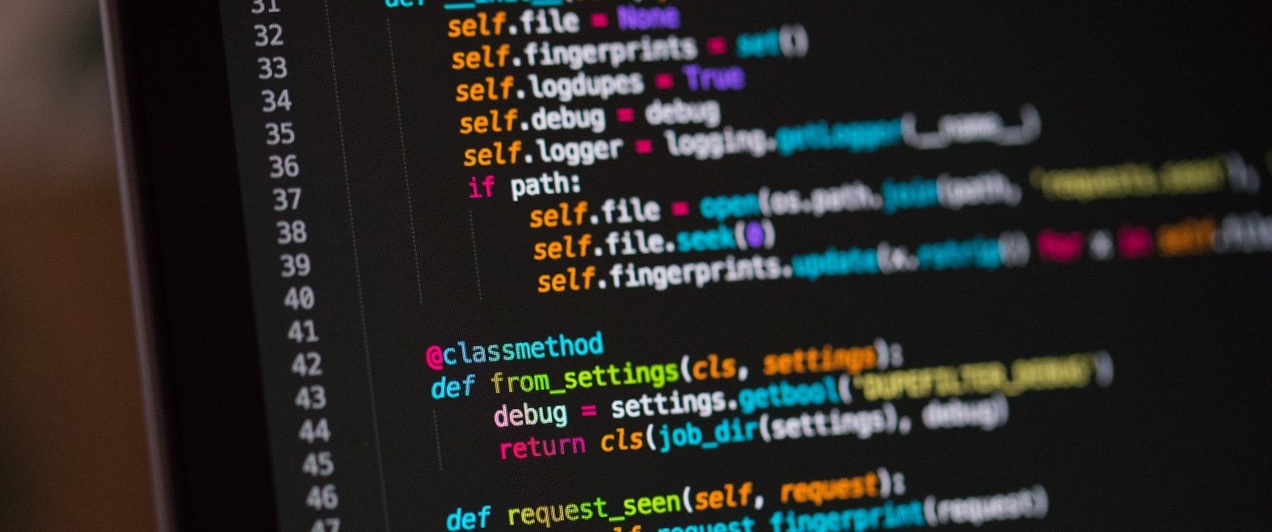 31 def __init__(
32 self.file = None
33 self.fingerprints = set()
34 self.logdupes = True
35 self.debug = debug
36 self.logger = logging.getLogger(__name__)
37 if path:
38 self.file = open(os.path.join(path, 'requests.seen'),
39 self.file.seek(0)
40 self.fingerprints.update(x.rstrip() for x in self.file
41
42 @classmethod
43 def from_settings(cls, settings):
44 debug = settings.getbool('DUPEFILTER_DEBUG')
45 return cls(job_dir(settings), debug)
46
47 def request_seen(self, request):
self.request_fingerprint(request)